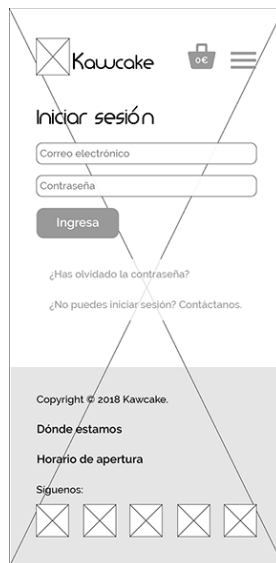 Kawcake
0€
Iniciar sesión
Correo electrónico
Contraseña
Ingresa
¿Has olvidado la contraseña?
¿No puedes iniciar sesión? Contáctanos.
Copyright © 2018 Kawcake.
Dónde estamos
Horario de apertura
Síguenos: